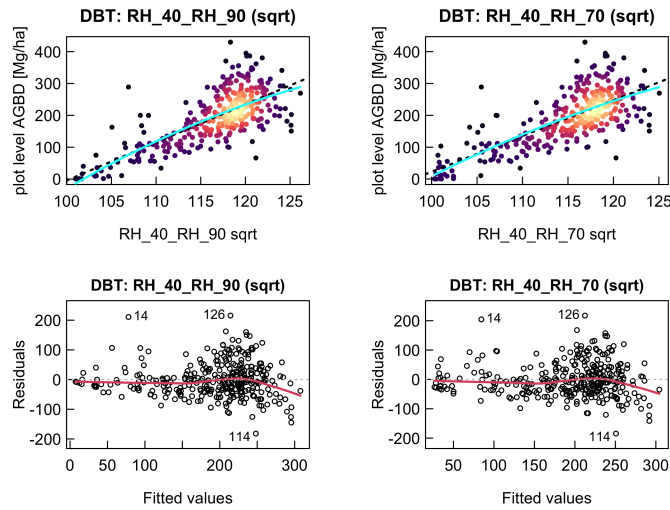 DBT: RH_40_RH_90 (sqrt)
plot level AGBD [Mg/ha]
400
300
200
100
0
100 105 110 115 120 125
RH_40_RH_90 sqrt
DBT: RH_40_RH_70 (sqrt)
plot level AGBD [Mg/ha]
400
300
200
100
0
100 105 110 115 120 125
RH_40_RH_70 sqrt
DBT: RH_40_RH_90 (sqrt)
Residuals
200
100
0
-100
-200
14
126
114
0 50 100 150 200 250 300
Fitted values
DBT: RH_40_RH_70 (sqrt)
Residuals
200
100
0
-100
-200
14
126
114
50 100 150 200 250 300
Fitted values